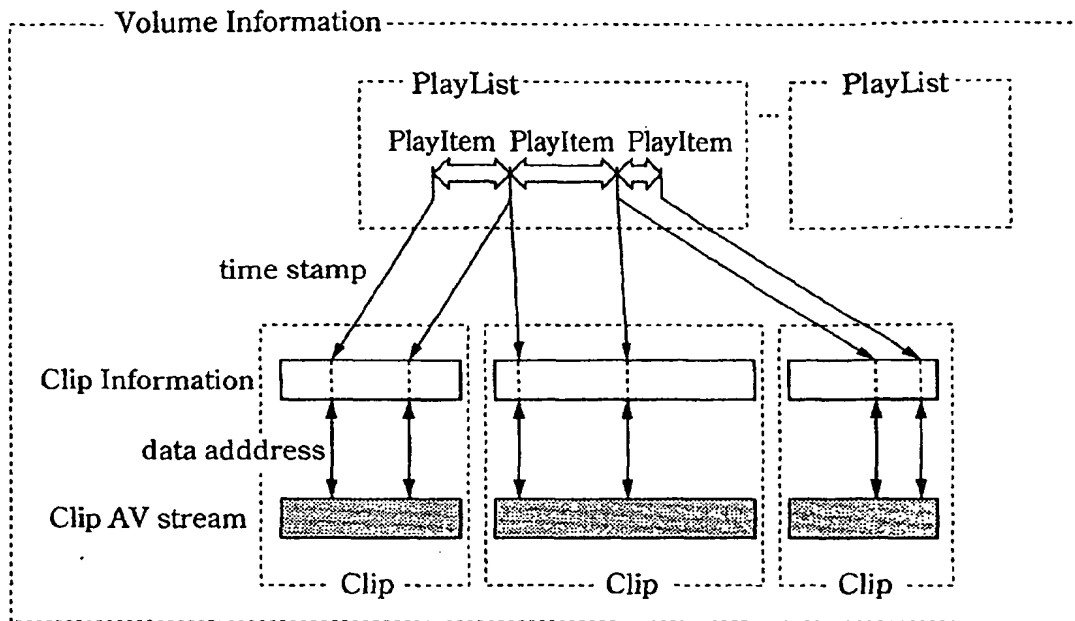 Volume Information
PlayList
PlayList
...
PlayItem PlayItem PlayItem
time stamp
Clip Information
data adddress
Clip AV stream
Clip
Clip
Clip